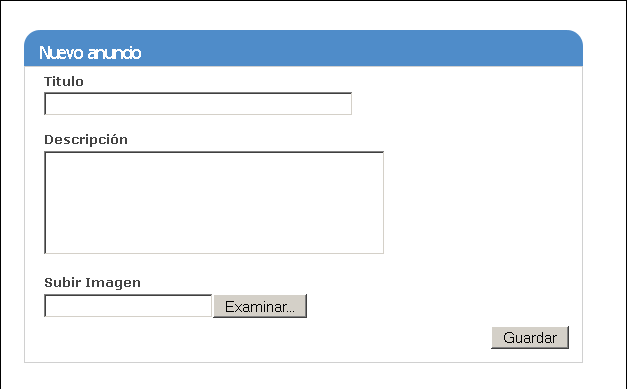 Nuevo anuncio
Titulo
Descripción
Subir Imagen
Examinar...
Guardar